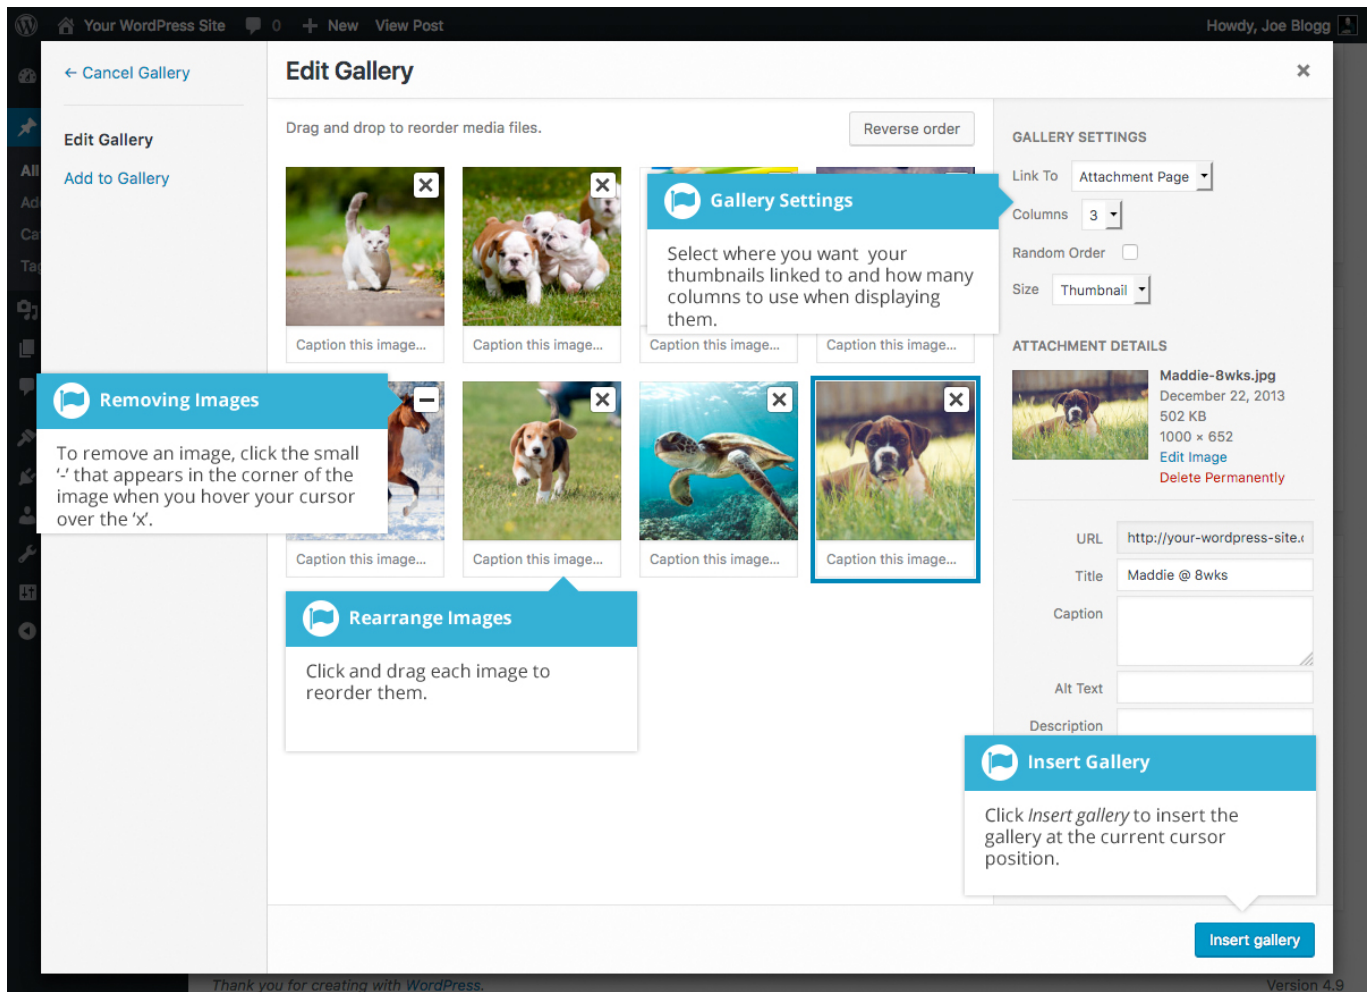 Your WordPress Site
0
New
View Post
Howdy, Joe Blogg
← Cancel Gallery
Edit Gallery
Add to Gallery
All
Edit Gallery
Drag and drop to reorder media files.
Reverse order
Caption this image...
Caption this image...
Caption this image...
Caption this image...
Gallery Settings
Select where you want your
thumbnails linked to and how many
columns to use when displaying
them.
Removing Images
To remove an image, click the small
‘-’ that appears in the corner of the
image when you hover your cursor
over the ‘x’.
Caption this image...
Caption this image...
Caption this image...
Caption this image...
Rearrange Images
Click and drag each image to
reorder them.
GALLERY SETTINGS
Link To Attachment Page
Columns 3
Random Order
Size Thumbnail
ATTACHMENT DETAILS
Maddie-8wks.jpg
December 22, 2013
502 KB
1000 × 652
Edit Image
Delete Permanently
URL http://your-wordpress-site.
Title Maddie @ 8wks
Caption
Alt Text
Description
Insert Gallery
Click Insert gallery to insert the
gallery at the current cursor
position.
Insert gallery
Thank you for creating with WordPress.
Version 4.9